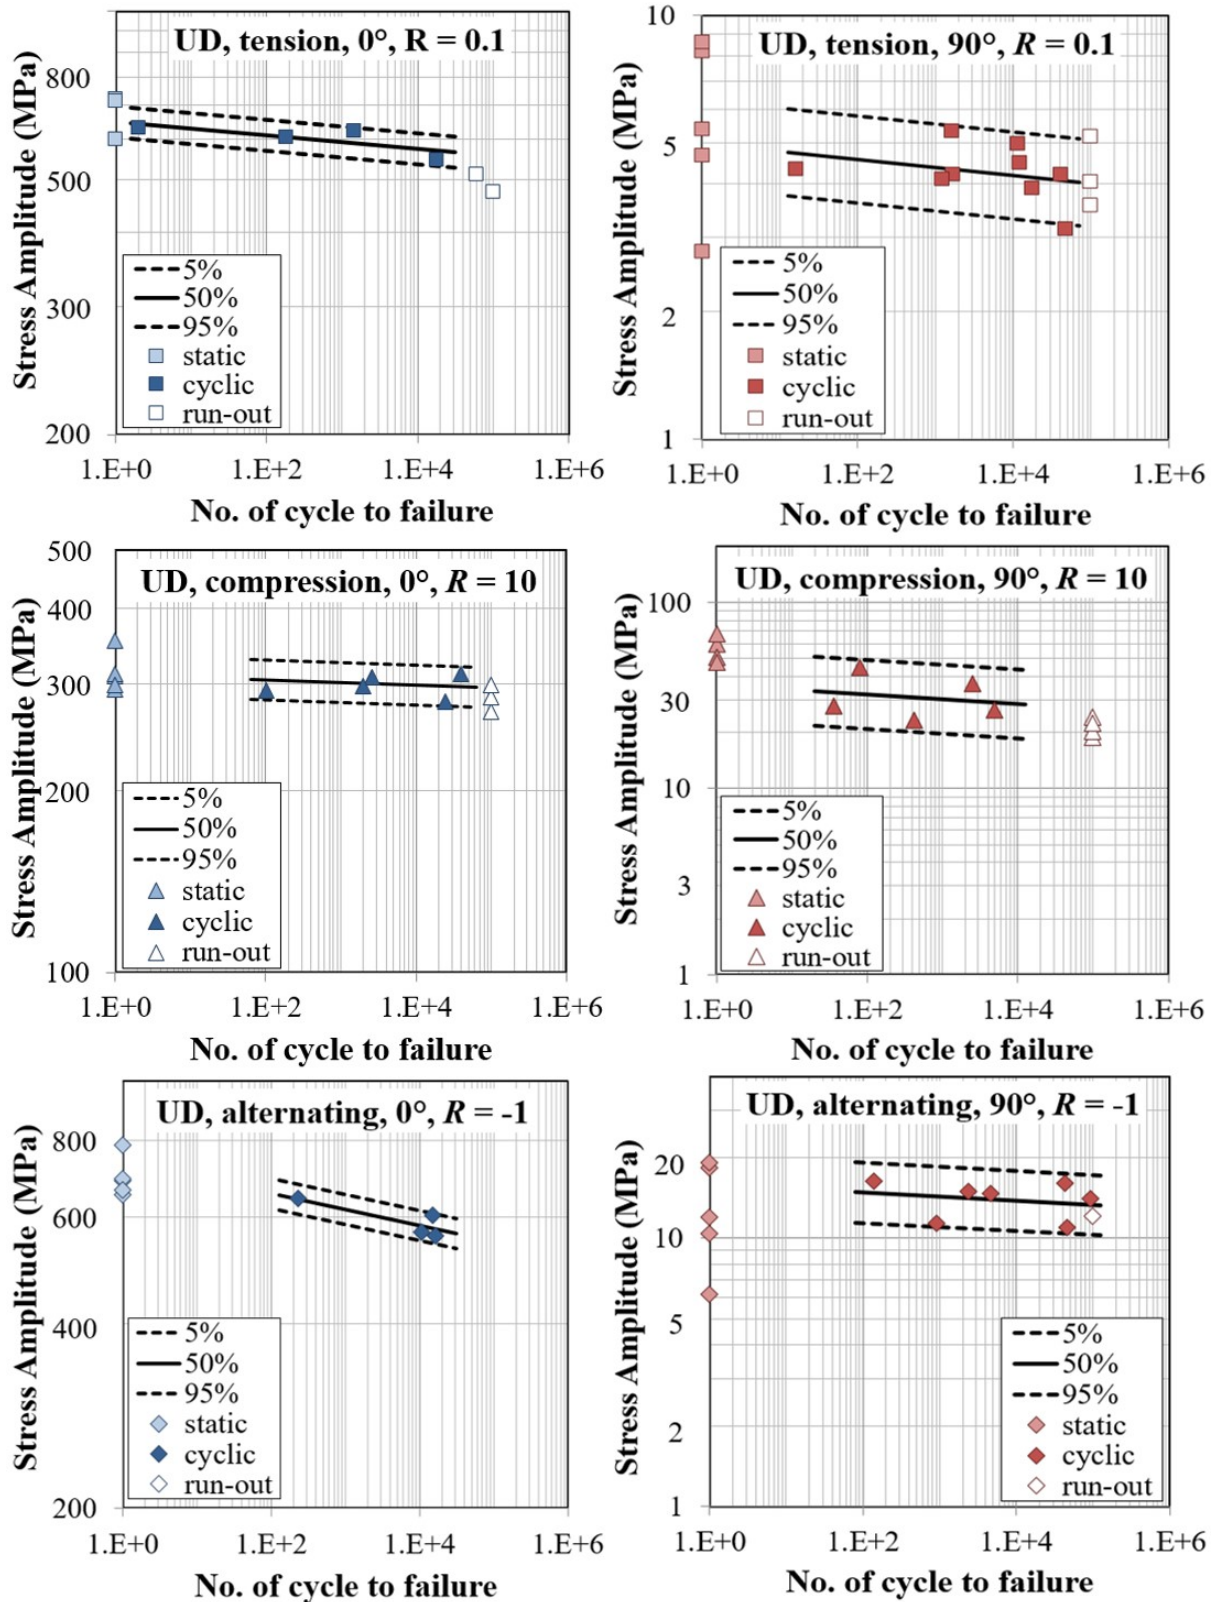 UD, tension, 0°, R = 0.1
Stress Amplitude (MPa)
800
500
300
200
5%
50%
95%
static
cyclic
run-out
1.E+0 1.E+2 1.E+4 1.E+6
No. of cycle to failure
UD, tension, 90°, R = 0.1
Stress Amplitude (MPa)
10
5
2
1
5%
50%
95%
static
cyclic
run-out
1.E+0 1.E+2 1.E+4 1.E+6
No. of cycle to failure
UD, compression, 0°, R = 10
Stress Amplitude (MPa)
500
400
300
200
100
5%
50%
95%
static
cyclic
run-out
1.E+0 1.E+2 1.E+4 1.E+6
No. of cycle to failure
UD, compression, 90°, R = 10
Stress Amplitude (MPa)
100
30
10
3
1
5%
50%
95%
static
cyclic
run-out
1.E+0 1.E+2 1.E+4 1.E+6
No. of cycle to failure
UD, alternating, 0°, R = -1
Stress Amplitude (MPa)
800
600
400
200
5%
50%
95%
static
cyclic
run-out
1.E+0 1.E+2 1.E+4 1.E+6
No. of cycle to failure
UD, alternating, 90°, R = -1
Stress Amplitude (MPa)
20
10
5
2
1
5%
50%
95%
static
cyclic
run-out
1.E+0 1.E+2 1.E+4 1.E+6
No. of cycle to failure